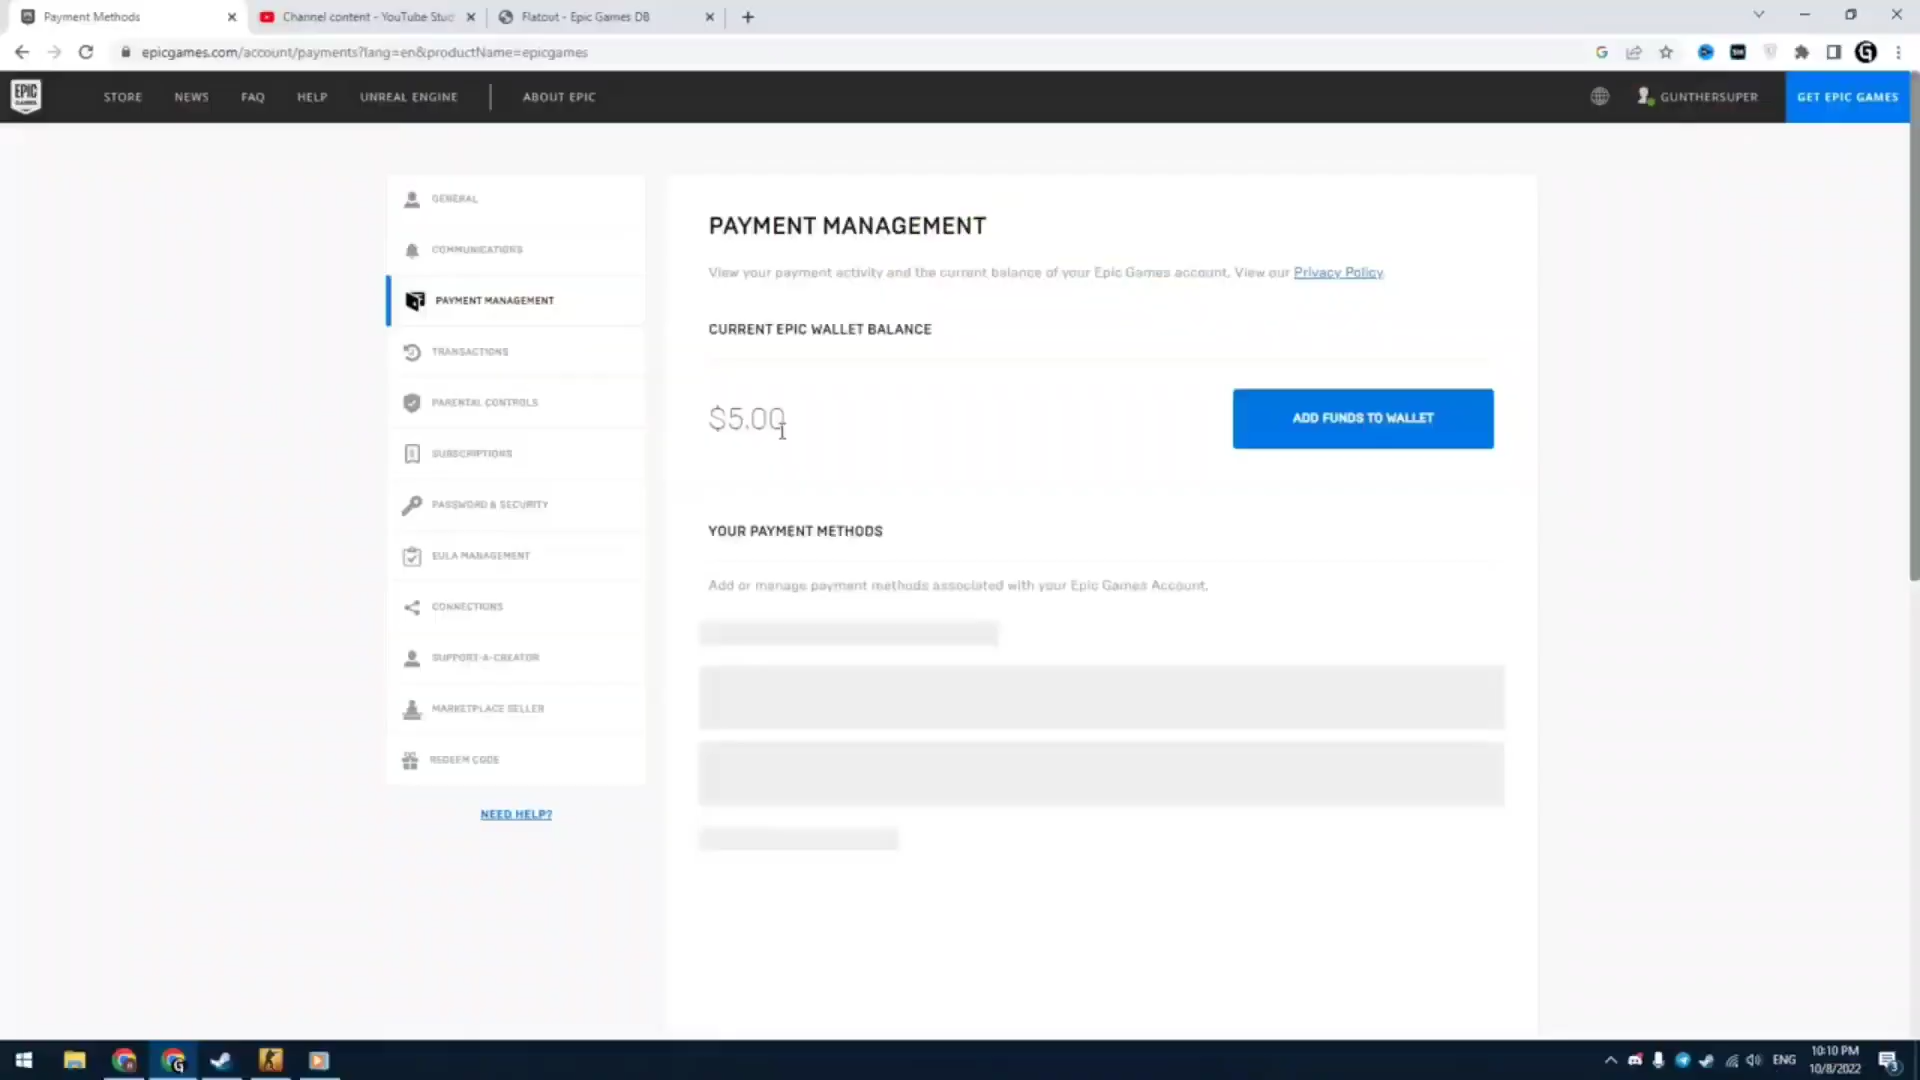 Payment Methods
Channel content - YouTube Stud
Flatout - Epic Games DB
epicgames.com/account/payments?lang=en&productName=epicgames
EPIC GAMES
STORE
NEWS
FAQ
HELP
UNREAL ENGINE
ABOUT EPIC
GUNTHERSUPER
GET EPIC GAMES
GENERAL
COMMUNICATIONS
PAYMENT MANAGEMENT
TRANSACTIONS
PARENTAL CONTROLS
SUBSCRIPTIONS
PASSWORD & SECURITY
EULA MANAGEMENT
CONNECTIONS
SUPPORT-A-CREATOR
MARKETPLACE SELLER
REDEEM CODE
NEED HELP?
PAYMENT MANAGEMENT
View your payment activity and the current balance of your Epic Games account. View our Privacy Policy.
CURRENT EPIC WALLET BALANCE
$5.00
ADD FUNDS TO WALLET
YOUR PAYMENT METHODS
Add or manage payment methods associated with your Epic Games Account.
ENG
10:10 PM
10/8/2022
3